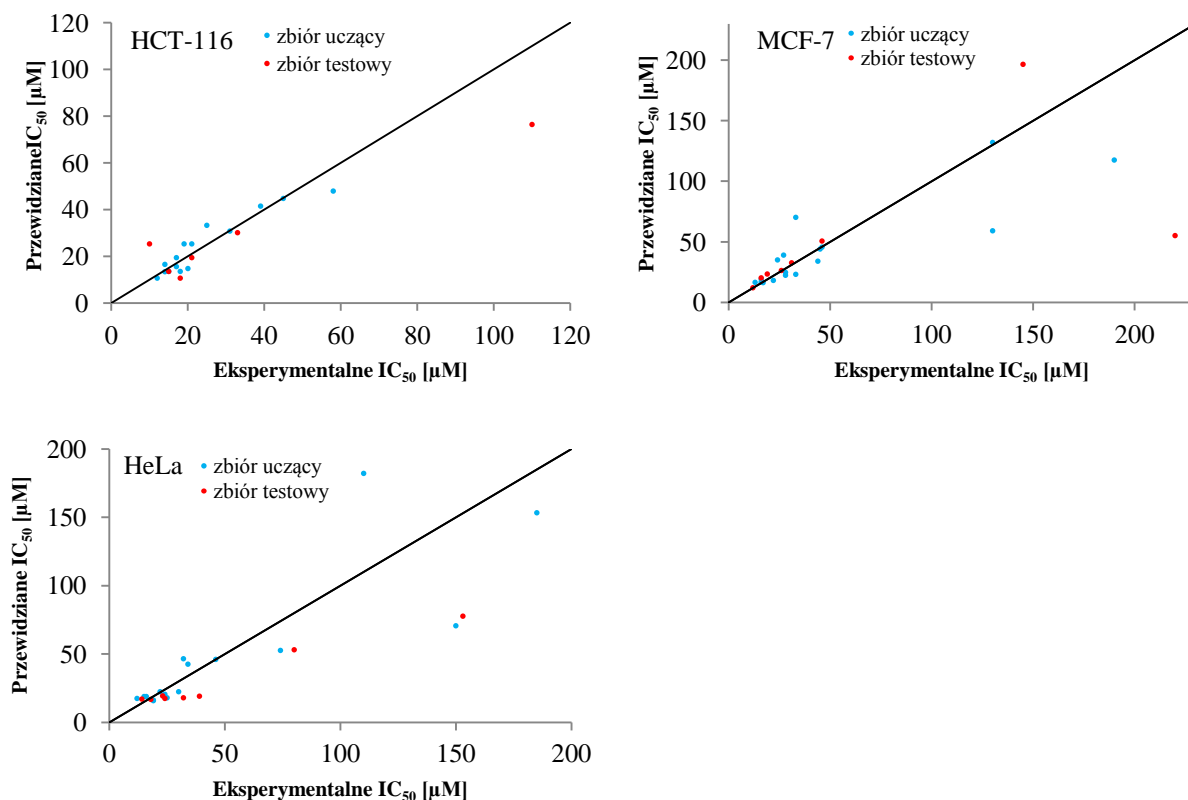 HCT-116
zbiór uczący
zbiór testowy
120
100
80
60
40
20
0
0 20 40 60 80 100 120
PrzewidzianeIC50 [µM]
Eksperymentalne IC50 [µM]
MCF-7
zbiór uczący
zbiór testowy
200
150
100
50
0
0 50 100 150 200
Przewidziane IC50 [µM]
Eksperymentalne IC50 [µM]
HeLa
zbiór uczący
zbiór testowy
200
150
100
50
0
0 50 100 150 200
Przewidziane IC50 [µM]
Eksperymentalne IC50 [µM]